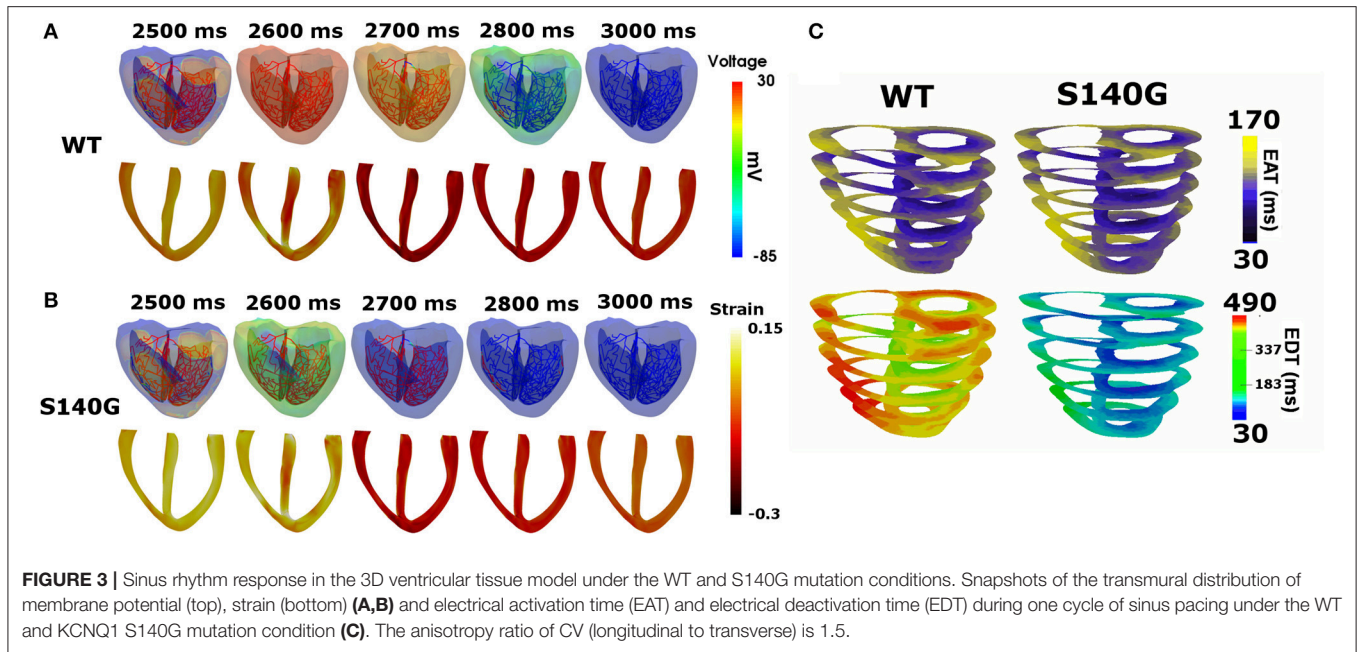 A
2500 ms 2600 ms 2700 ms 2800 ms 3000 ms
Voltage
30
mV
-85
WT
B
2500 ms 2600 ms 2700 ms 2800 ms 3000 ms
Strain
0.15
-0.3
S140G
C
WT S140G
170
EAT (ms)
30
490
337
183
EDT (ms)
30
FIGURE 3 | Sinus rhythm response in the 3D ventricular tissue model under the WT and S140G mutation conditions. Snapshots of the transmural distribution of
membrane potential (top), strain (bottom) (A,B) and electrical activation time (EAT) and electrical deactivation time (EDT) during one cycle of sinus pacing under the WT
and KCNQ1 S140G mutation condition (C). The anisotropy ratio of CV (longitudinal to transverse) is 1.5.